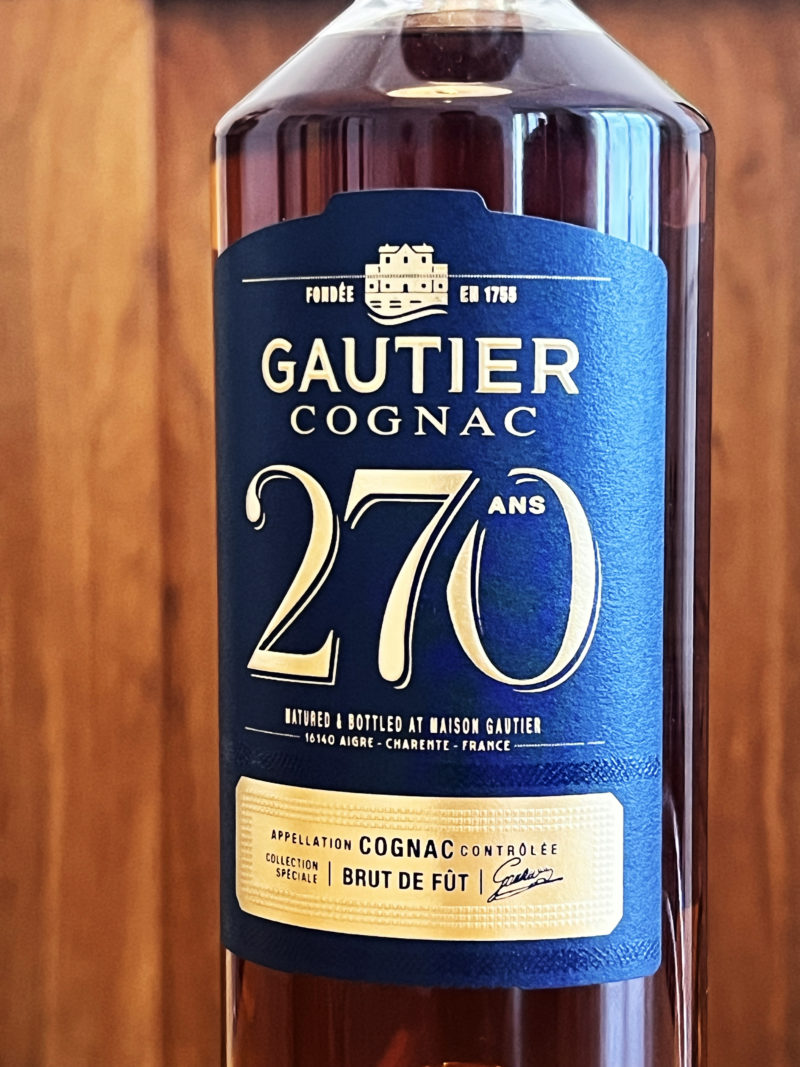 FONDÉE EN 1755
GAUTIER
COGNAC
270 ANS
MATURED & BOTTLED AT MAISON GAUTIER
16140 AIGRE - CHARENTE - FRANCE
APPELLATION COGNAC CONTRÔLÉE
COLLECTION SPÉCIALE | BRUT DE FÛT |